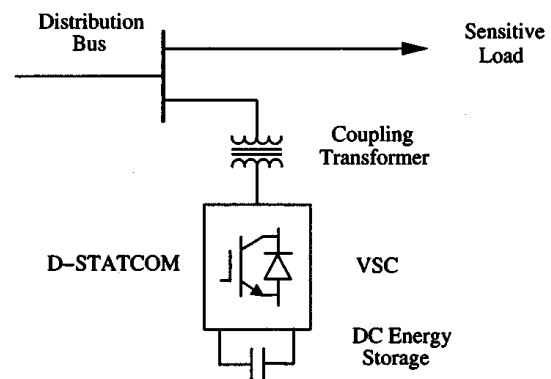 Distribution
Bus
Sensitive
Load
Coupling
Transformer
D-STATCOM
VSC
DC Energy
Storage